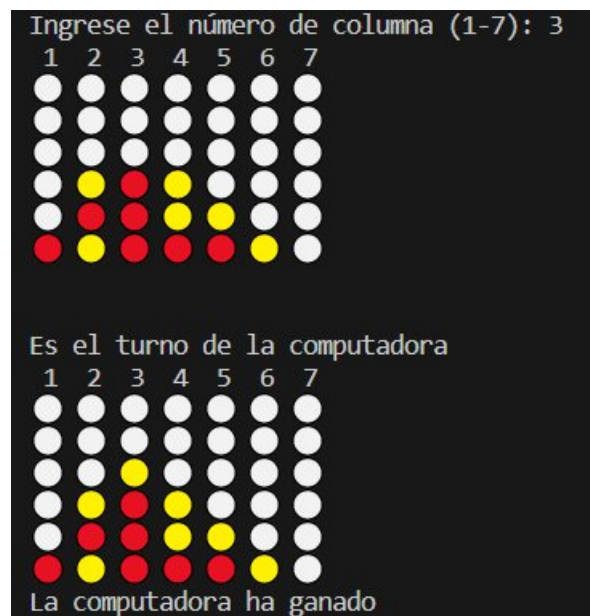 Ingrese el número de columna (1-7): 3
1 2 3 4 5 6 7
Es el turno de la computadora
1 2 3 4 5 6 7
La computadora ha ganado